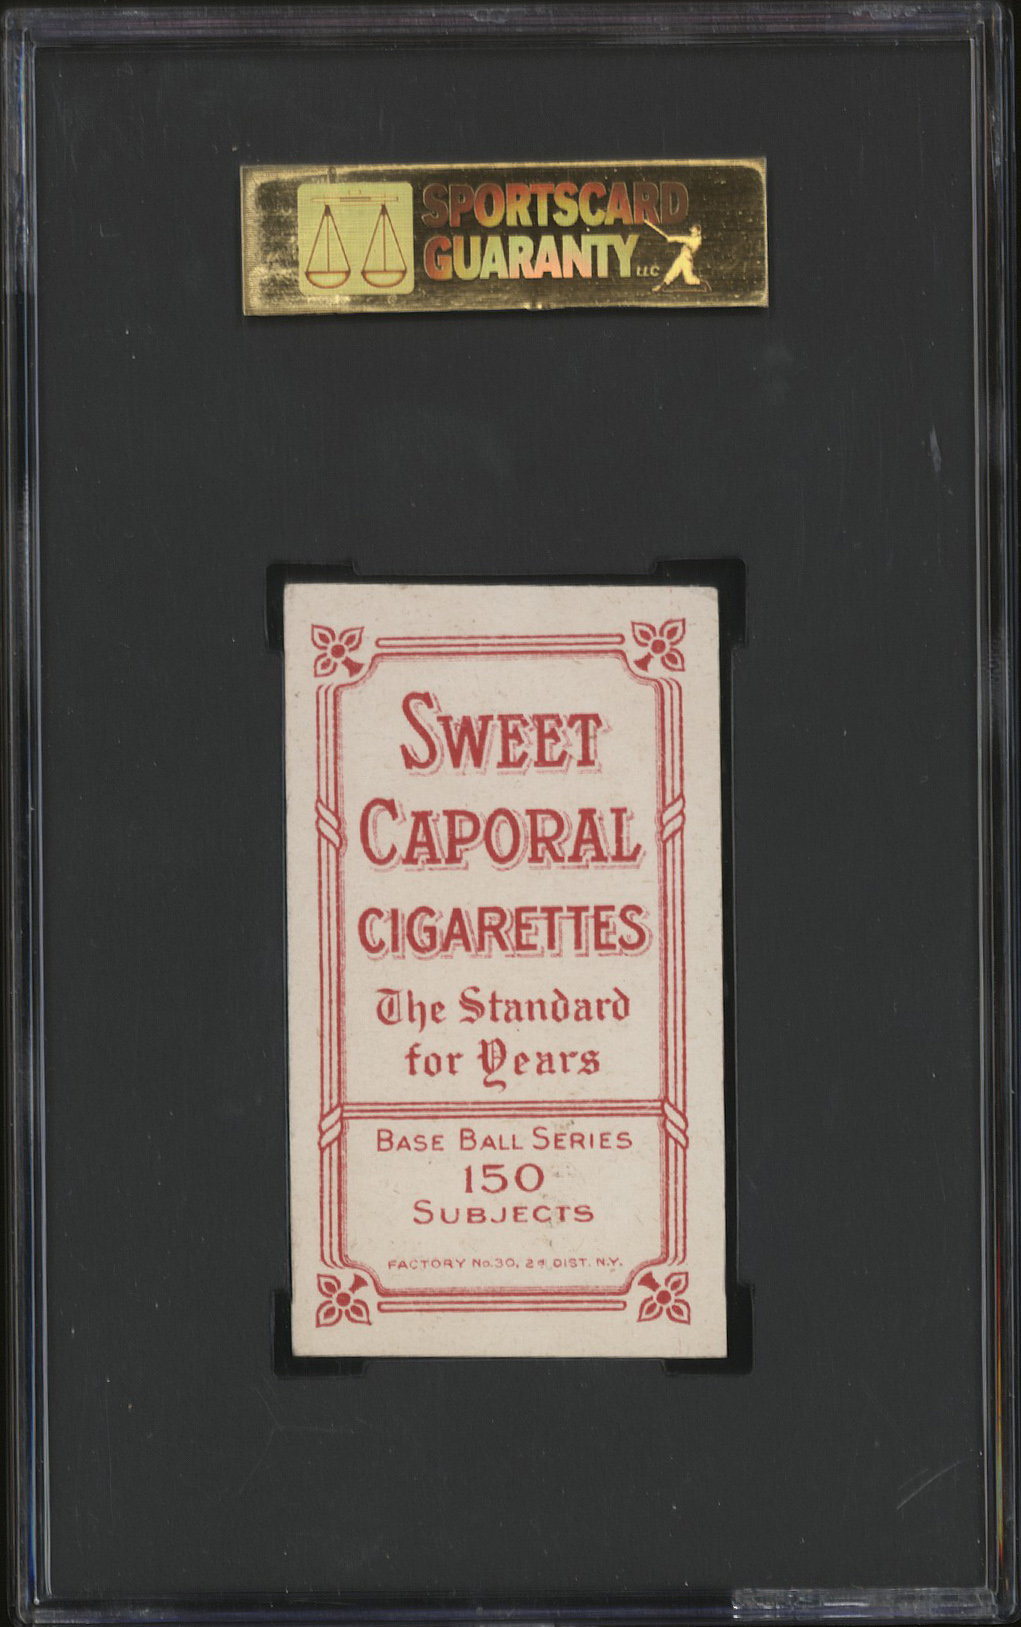 SPORTSCARD
GUARANTY LLC
SWEET
CAPORAL
CIGARETTES
The Standard
for Years
BASE BALL SERIES
150
SUBJECTS
FACTORY No. 30, 2d DIST. N.Y.